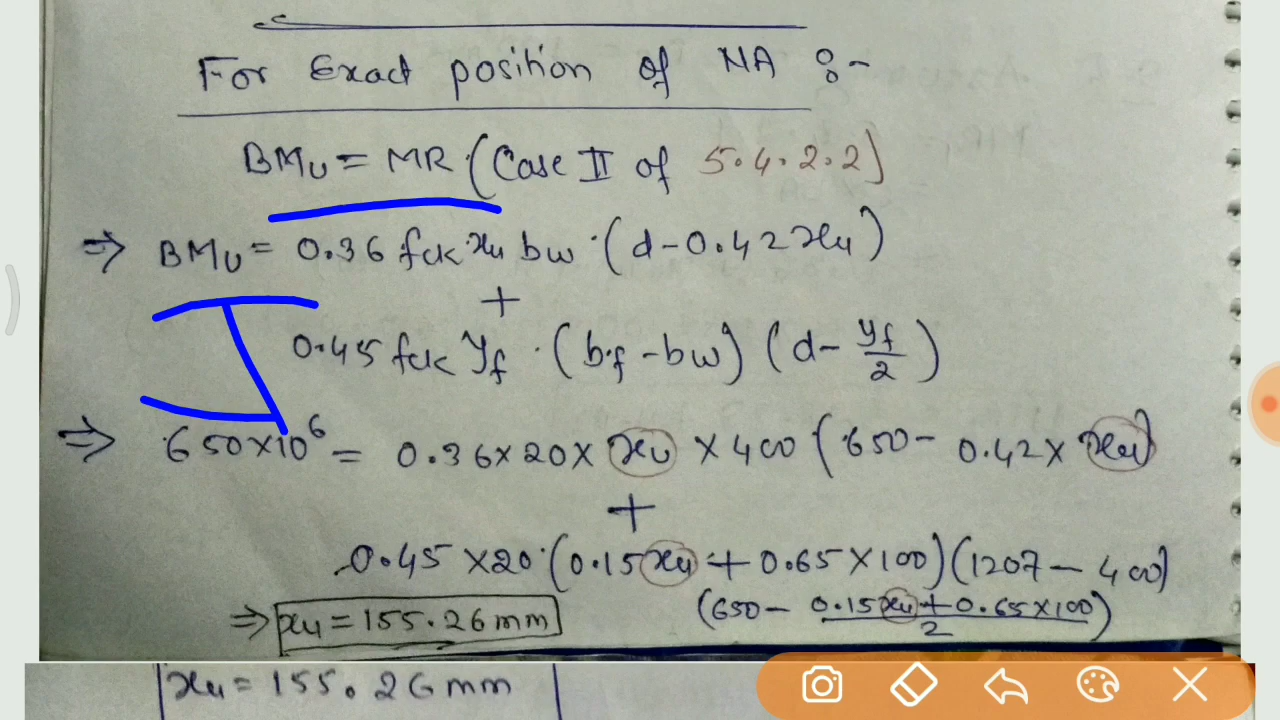 For Exact position of NA :-
BMu = MR (Case II of 5.4.2.2)
⇒ BMu = 0.36 fck xu bw · (d - 0.42 xu)
+
0.45 fck yf · (bf - bw) (d - yf/2)
⇒ 650×10⁶ = 0.36×20× xu × 400 (650 - 0.42× xu)
+
0.45 ×20 · (0.15 xu + 0.65 ×100) (1207 - 400)
(650 - (0.15 xu + 0.65×100)/2)
⇒ xu = 155.26 mm
xu = 155.26 mm